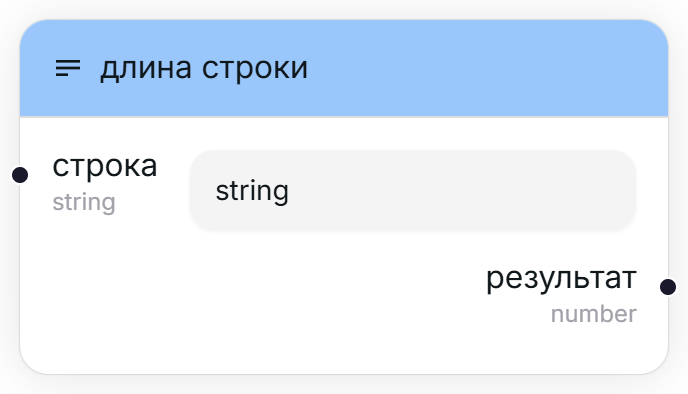 длина строки
строка
string
string
результат
number